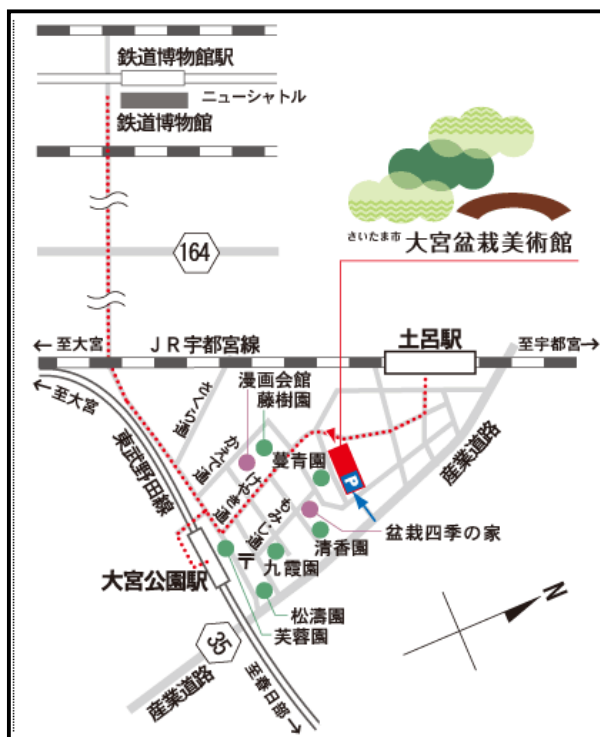 鉄道博物館駅
ニューシャトル
鉄道博物館
164
さいたま市 大宮盆栽美術館
←至大宮
JR宇都宮線
土呂駅
至宇都宮→
←至大宮
東武野田線
さくら通
漫画会館
藤樹園
かえで通
けやき通
蔓青園
もみじ通
P
産業道路
盆栽四季の家
清香園
〒
九霞園
大宮公園駅
松濤園
芙蓉園
35
産業道路
至春日部→
N